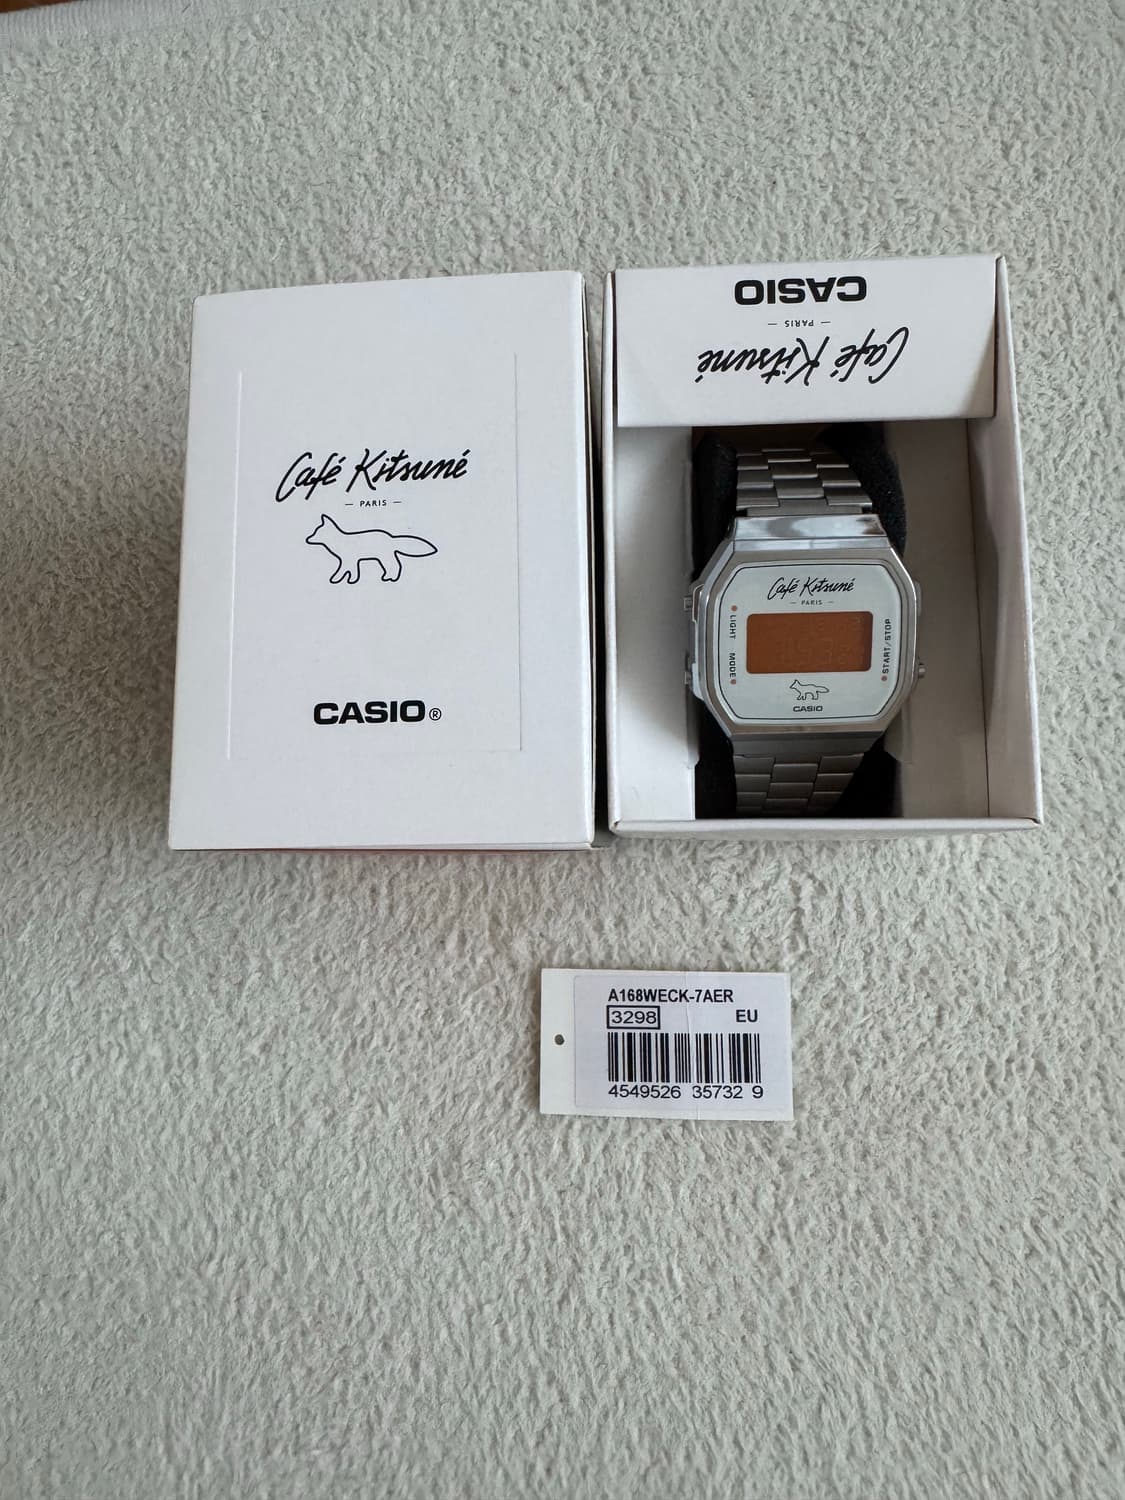 Café Kitsuné
— PARIS —
CASIO®
CASIO
— PARIS —
Café Kitsuné
Café Kitsuné
— PARIS —
LIGHT
MODE
START/STOP
CASIO
A168WECK-7AER
3298
EU
4549526 35732 9